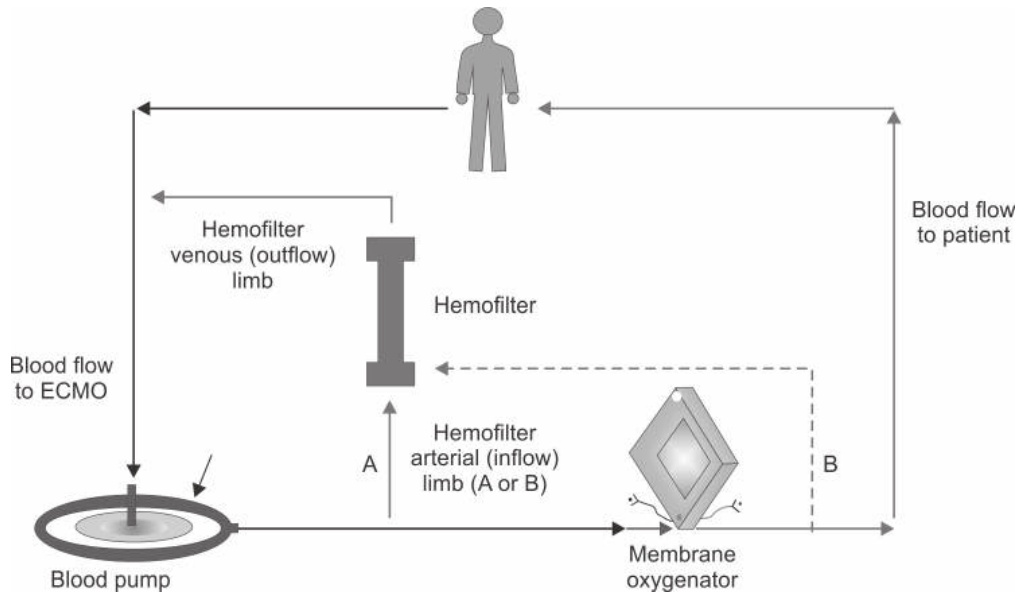 Hemofilter
venous (outflow)
limb
Blood flow
to patient
Hemofilter
Blood flow
to ECMO
A
Hemofilter
arterial (inflow)
limb (A or B)
B
Blood pump
Membrane
oxygenator